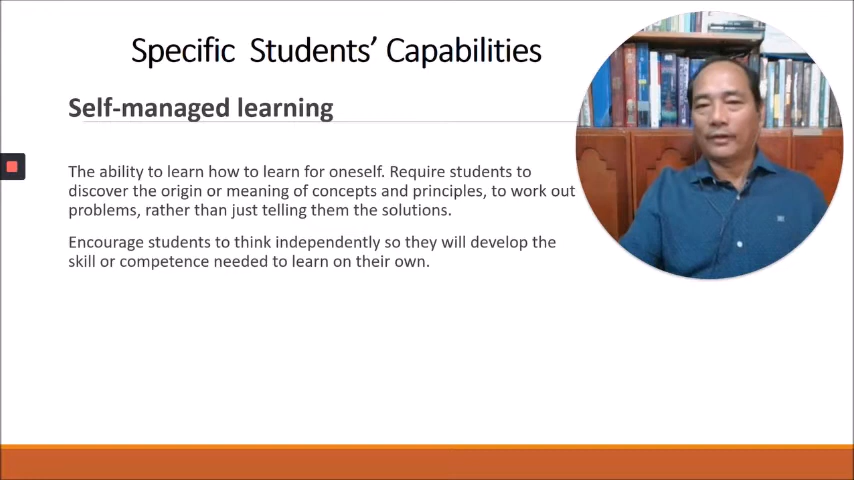 Specific Students’ Capabilities
Self-managed learning
The ability to learn how to learn for oneself. Require students to
discover the origin or meaning of concepts and principles, to work out
problems, rather than just telling them the solutions.
Encourage students to think independently so they will develop the
skill or competence needed to learn on their own.